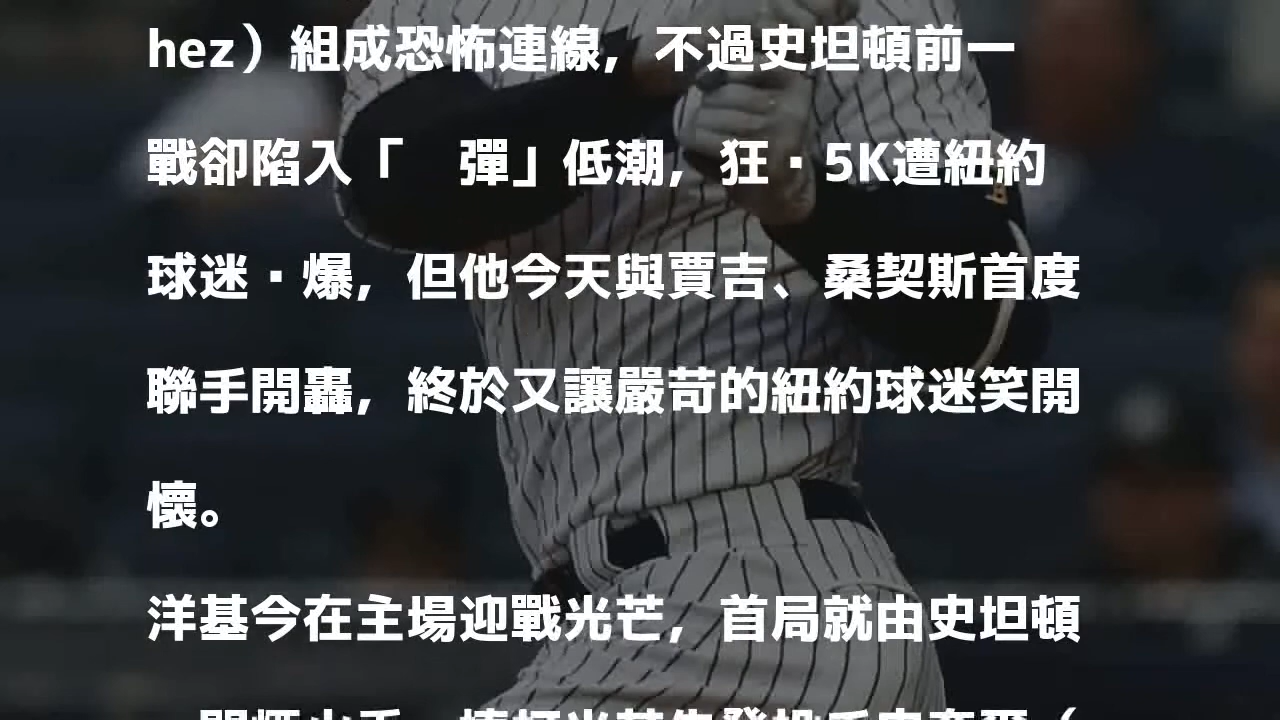 hez）組成恐怖連線，不過史坦頓前一
戰卻陷入「　彈」低潮，狂·5K遭紐約
球迷·爆，但他今天與賈吉、桑契斯首度
聯手開轟，終於又讓嚴苛的紐約球迷笑開
懷。
洋基今在主場迎戰光芒，首局就由史坦頓